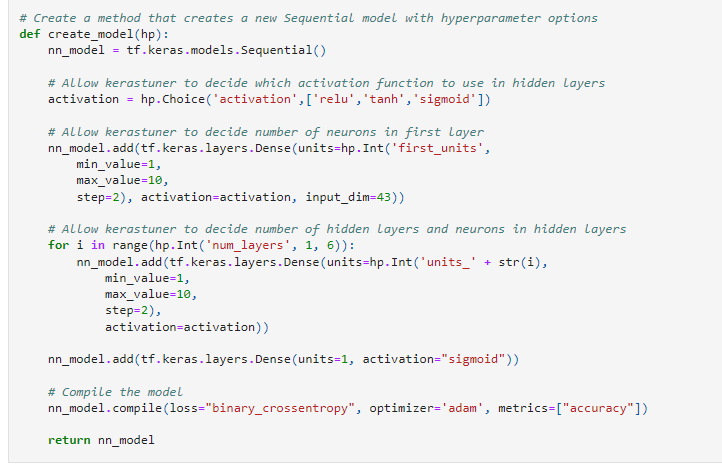 # Create a method that creates a new Sequential model with hyperparameter options
def create_model(hp):
    nn_model = tf.keras.models.Sequential()

    # Allow kerastuner to decide which activation function to use in hidden layers
    activation = hp.Choice('activation',['relu','tanh','sigmoid'])

    # Allow kerastuner to decide number of neurons in first layer
    nn_model.add(tf.keras.layers.Dense(units=hp.Int('first_units',
        min_value=1,
        max_value=10,
        step=2), activation=activation, input_dim=43))

    # Allow kerastuner to decide number of hidden layers and neurons in hidden layers
    for i in range(hp.Int('num_layers', 1, 6)):
        nn_model.add(tf.keras.layers.Dense(units=hp.Int('units_' + str(i),
            min_value=1,
            max_value=10,
            step=2),
            activation=activation))

    nn_model.add(tf.keras.layers.Dense(units=1, activation="sigmoid"))

    # Compile the model
    nn_model.compile(loss="binary_crossentropy", optimizer='adam', metrics=["accuracy"])

    return nn_model